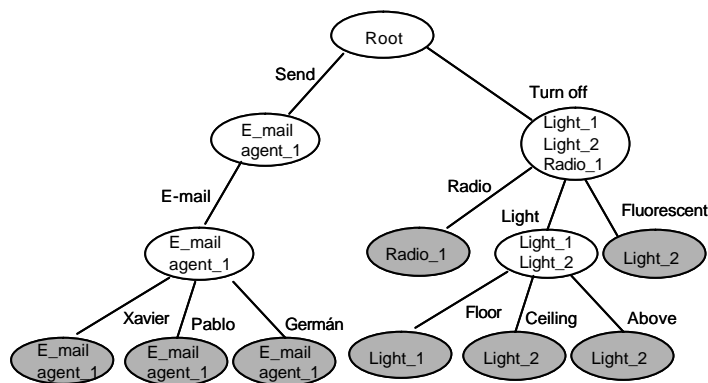 Root
Send
Turn off
E_mail
agent_1
Light_1
Light_2
Radio_1
E-mail
Radio
Light
Fluorescent
E_mail
agent_1
Radio_1
Light_1
Light_2
Light_2
Xavier
Pablo
Germán
Floor
Ceiling
Above
E_mail
agent_1
E_mail
agent_1
E_mail
agent_1
Light_1
Light_2
Light_2